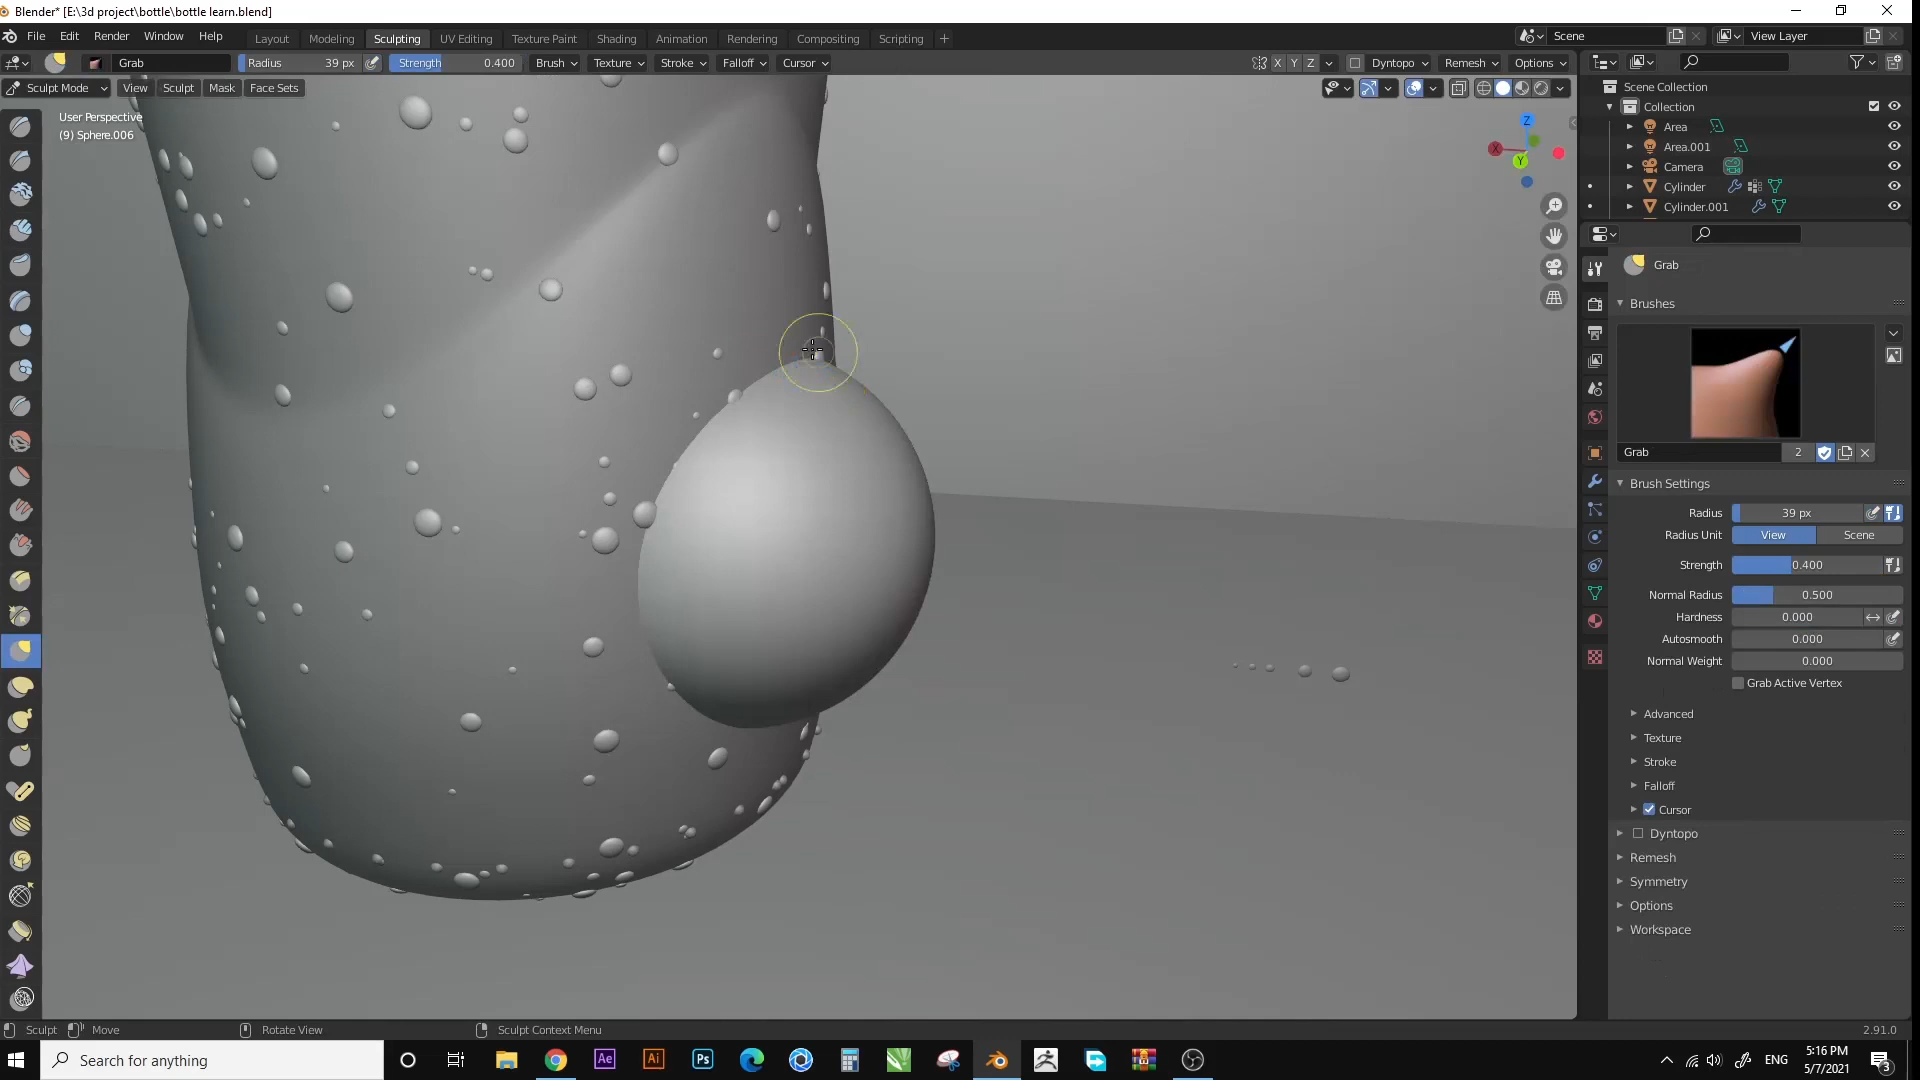 Blender* [E:\3d project\bottle\bottle learn.blend]
File Edit Render Window Help
Layout Modeling Sculpting UV Editing Texture Paint Shading Animation Rendering Compositing Scripting +
Scene
View Layer
Grab
Radius 39 px
Strength 0.400
Brush Texture Stroke Falloff Cursor
X Y Z
Dyntopo Remesh Options
Sculpt Mode View Sculpt Mask Face Sets
User Perspective
(9) Sphere.006
Z
X
Y
Scene Collection
Collection
Area
Area.001
Camera
Cylinder
Cylinder.001
Grab
Brushes
Grab 2
Brush Settings
Radius 39 px
Radius Unit View Scene
Strength 0.400
Normal Radius 0.500
Hardness 0.000
Autosmooth 0.000
Normal Weight 0.000
Grab Active Vertex
Advanced
Texture
Stroke
Falloff
Cursor
Dyntopo
Remesh
Symmetry
Options
Workspace
Sculpt Move Rotate View Sculpt Context Menu 2.91.0
Search for anything
Ae Ai Ps
ENG
5:16 PM
5/7/2021
3